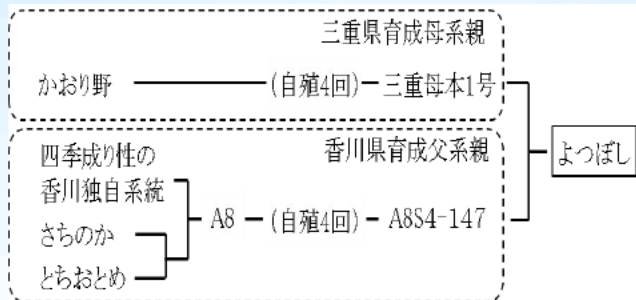 三重県育成母系親
かおり野 (自殖4回) 三重母本1号
香川県育成父系親
四季成り性の
香川独自系統
さちのか
とちおとめ
A8 (自殖4回) A8S4-147
よつぼし